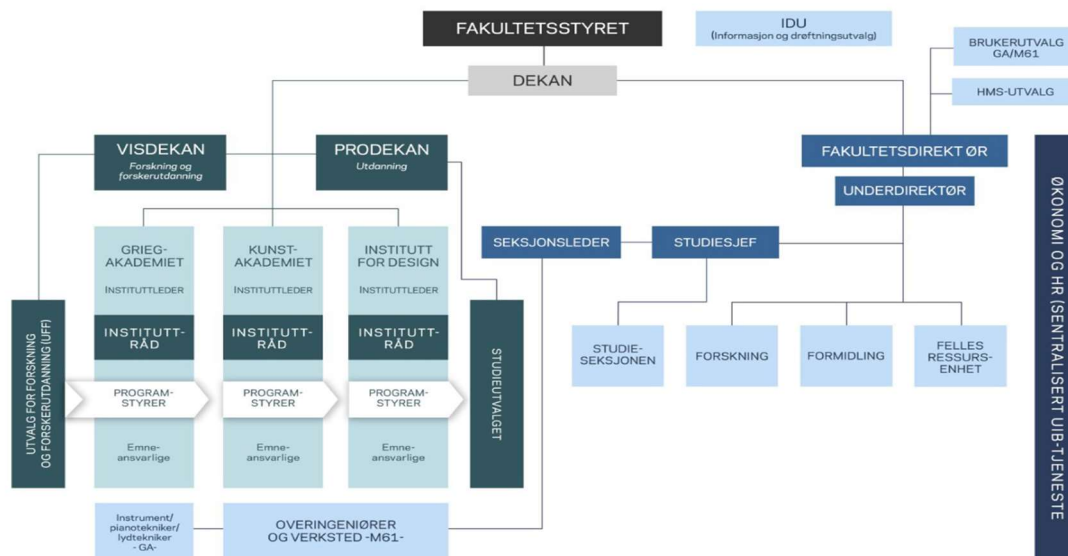 FAKULTETSSTYRET
IDU
(Informasjon og drøftningsutvalg)
BRUKERUTVALG
GA/M61
HMS-UTVALG
DEKAN
VISDEKAN
Forskning og
forskerutdanning
PRODEKAN
Utdanning
FAKULTETSDIREKTØR
UNDERDIREKTØR
SEKSJONSLEDER
STUDIESJEF
GRIEG-
AKADEMIET
INSTITUTTLEDER
INSTITUTT-
RÅD
PROGRAM-
STYRER
Emne-
ansvarlige
KUNST-
AKADEMIET
INSTITUTTLEDER
INSTITUTT-
RÅD
PROGRAM-
STYRER
Emne-
ansvarlige
INSTITUTT
FOR DESIGN
INSTITUTTLEDER
INSTITUTT-
RÅD
PROGRAM-
STYRER
Emne-
ansvarlige
UTVALG FOR FORSKNING
OG FORSKERUTDANNING (UFF)
STUDIEUTVALGET
STUDIE-
SEKSJONEN
FORSKNING
FORMIDLING
FELLES
RESSURS-
ENHET
Instrument/
pianotekniker/
lydtekniker
- GA-
OVERINGENIØRER
OG VERKSTED -M61-
ØKONOMI OG HR (SENTRALISERT UIB-TJENESTE